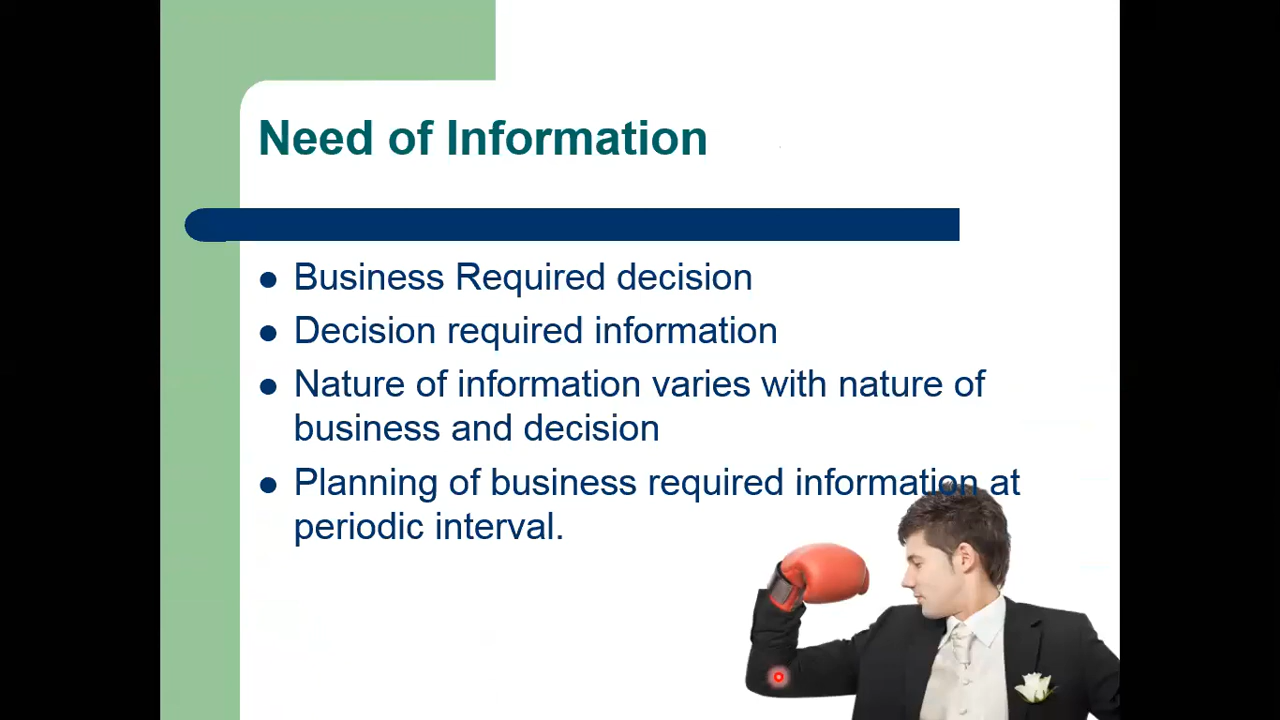 Need of Information
Business Required decision
Decision required information
Nature of information varies with nature of
business and decision
Planning of business required information at
periodic interval.